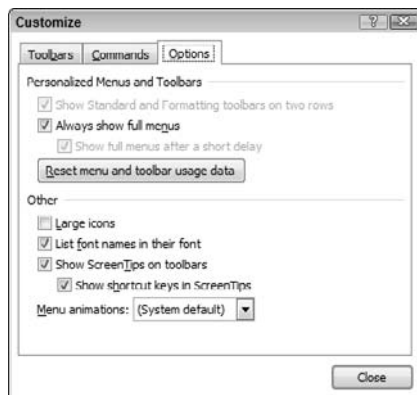 Customize
Toolbars Commands Options
Personalized Menus and Toolbars
Show Standard and Formatting toolbars on two rows
Always show full menus
Show full menus after a short delay
Reset menu and toolbar usage data
Other
Large icons
List font names in their font
Show ScreenTips on toolbars
Show shortcut keys in ScreenTips
Menu animations: (System default)
Close